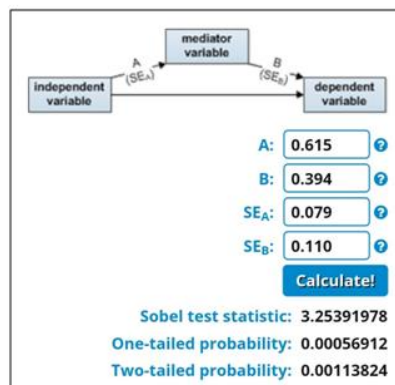 mediator
variable
A
(SEA)
B
(SEB)
independent
variable
dependent
variable
A: 0.615 ?
B: 0.394 ?
SEA: 0.079 ?
SEB: 0.110 ?
Calculate!
Sobel test statistic: 3.25391978
One-tailed probability: 0.00056912
Two-tailed probability: 0.00113824